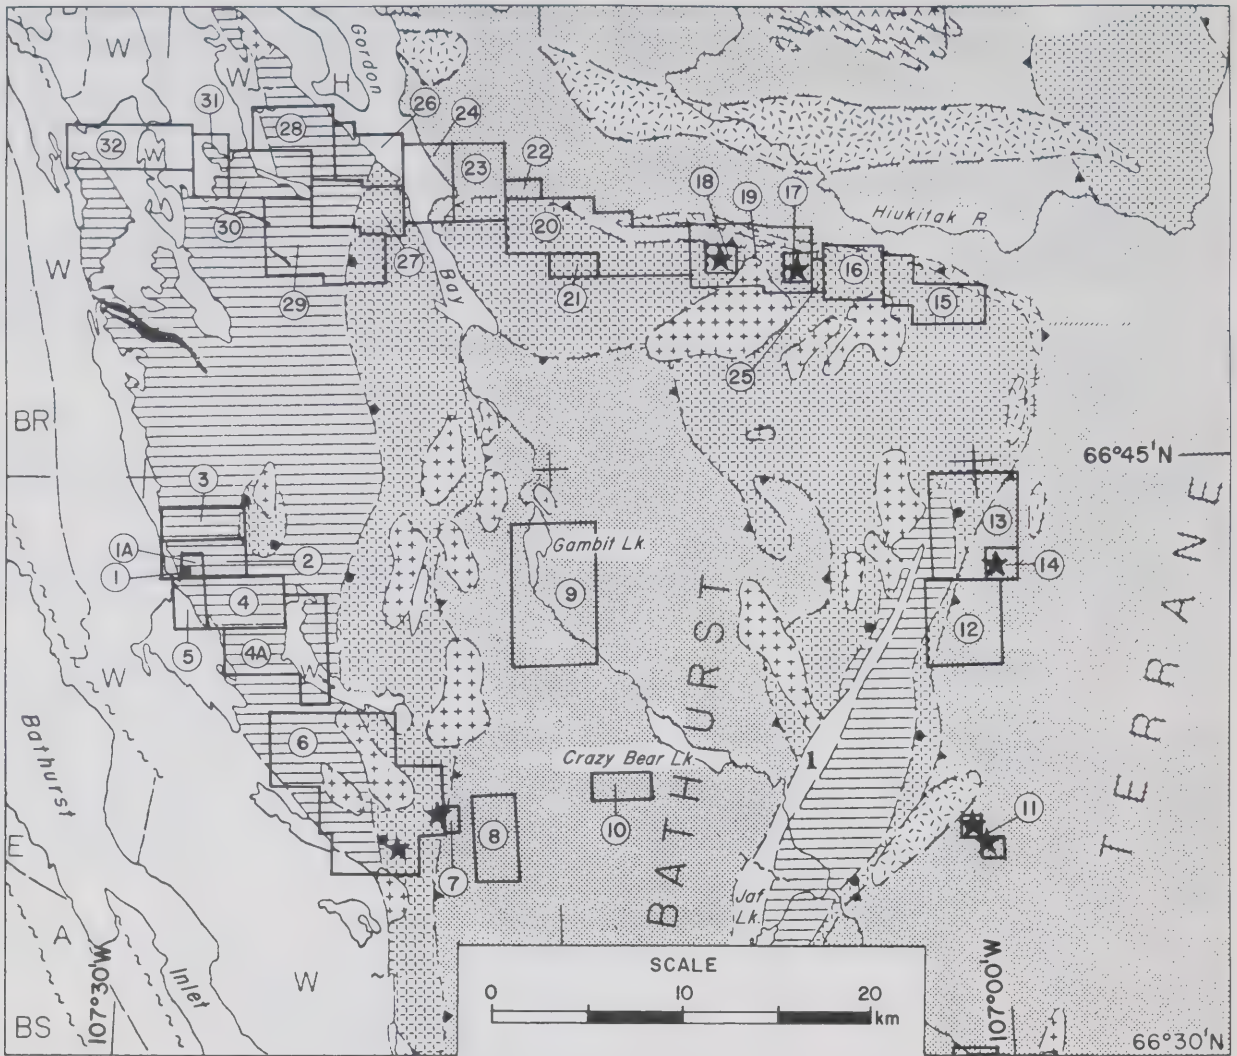 W
W
H
Gordon
31
28
26
24
32
W
23
22
18
19
17
30
20
Hiukitak R.
W
29
27
Bay
21
16
15
25
BR
66°45'N
3
1A
1
2
Gambit Lk.
13
14
4
9
5
4A
W
12
W
BATHURST
TERRANE
6
Crazy Bear Lk.
1
Bathurst
10
11
8
E
7
Jaf
Lk.
A
107°30'W
Inlet
W
SCALE
107°00'W
0
10
20
km
BS
66°30'N